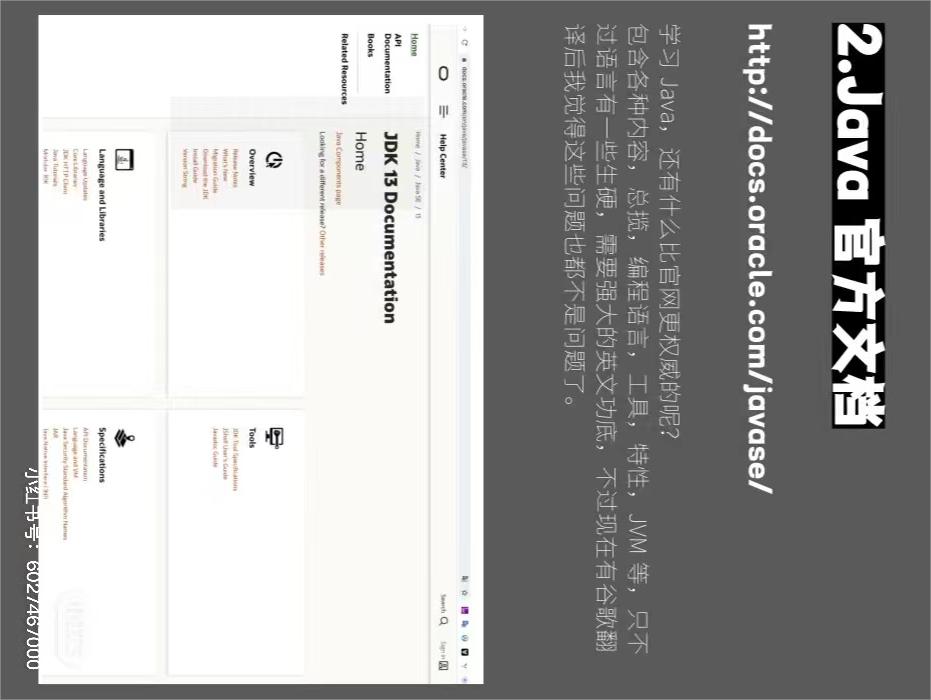 2.Java 官方文档
http://docs.oracle.com/javase/
学习 Java，还有什么比官网更权威的呢？
包含各种内容，总揽，编程语言，工具，特性，JVM 等，只不
过语言有一些生硬，需要强大的英文功底，不过现在有谷歌翻
译后我觉得这些问题也都不是问题了。
docs.oracle.com/en/java/javase/13/
Help Center
Search
Sign In
Home
API Documentation
Books
Related Resources
Home / Java / Java SE / 13
JDK 13 Documentation
Home
Java Components page
Looking for a different release? Other releases
Overview
Release Notes
What's New
Migration Guide
Download the JDK
Install Guide
Version String
Tools
JDK Tool Specifications
JShell User's Guide
Javadoc Guide
Language and Libraries
Language Updates
Core Libraries
JDK HTTP Client
Java Tutorials
Modular JDK
Specifications
API Documentation
Language and VM
Java Security Standard Algorithm Names
JAR
Java Native Interface (JNI)
小红书号：6027467000